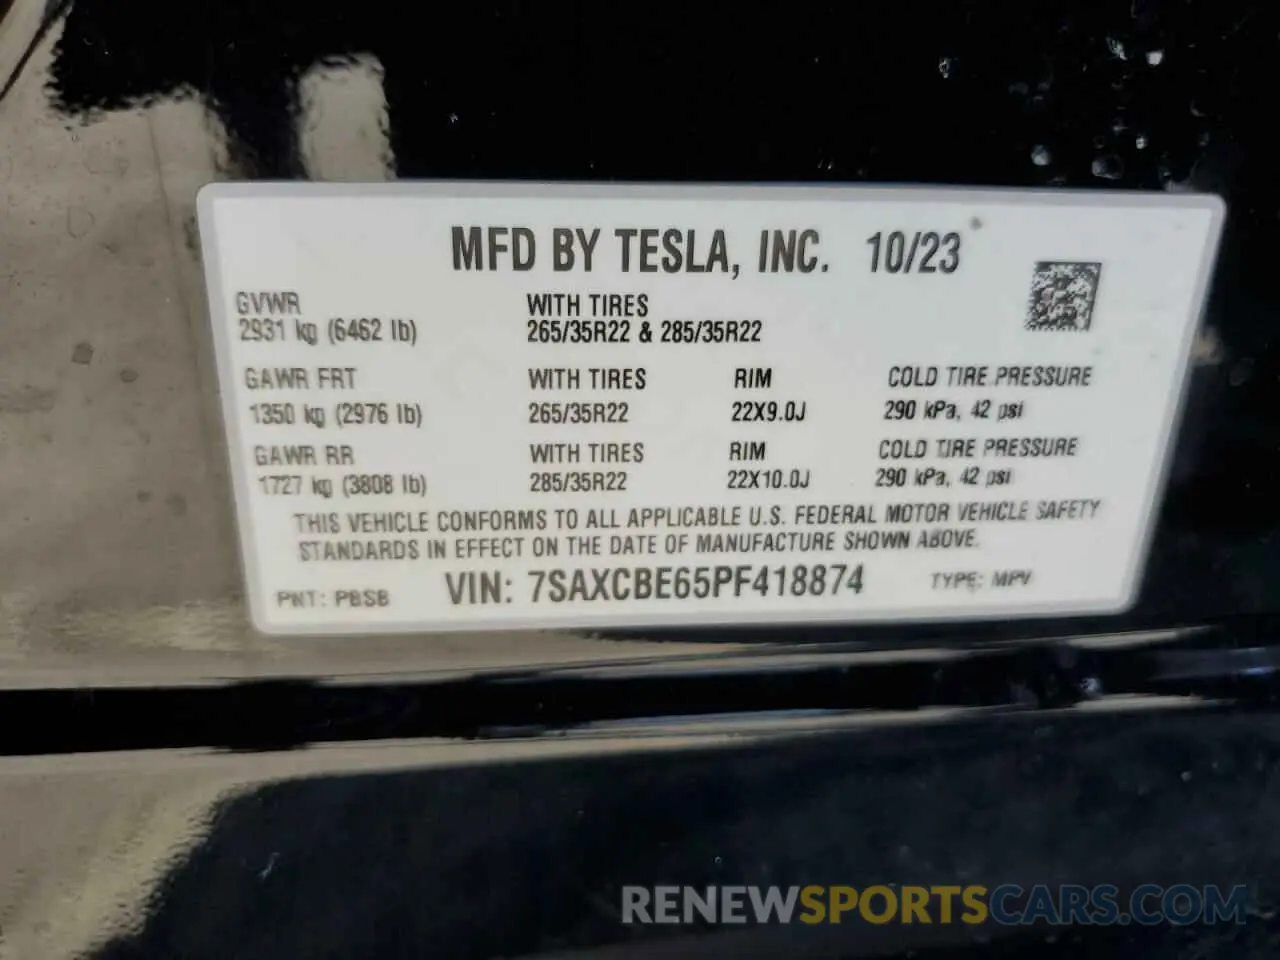 MFD BY TESLA, INC. 10/23
GVWR WITH TIRES
2931 kg (6462 lb) 265/35R22 & 285/35R22
GAWR FRT WITH TIRES RIM COLD TIRE PRESSURE
1350 kg (2976 lb) 265/35R22 22X9.0J 290 kPa, 42 psi
GAWR RR WITH TIRES RIM COLD TIRE PRESSURE
1727 kg (3808 lb) 285/35R22 22X10.0J 290 kPa, 42 psi
THIS VEHICLE CONFORMS TO ALL APPLICABLE U.S. FEDERAL MOTOR VEHICLE SAFETY
STANDARDS IN EFFECT ON THE DATE OF MANUFACTURE SHOWN ABOVE.
PNT: PBSB VIN: 7SAXCBE65PF418874 TYPE: MPV
RENEWSPORTSCARS.COM